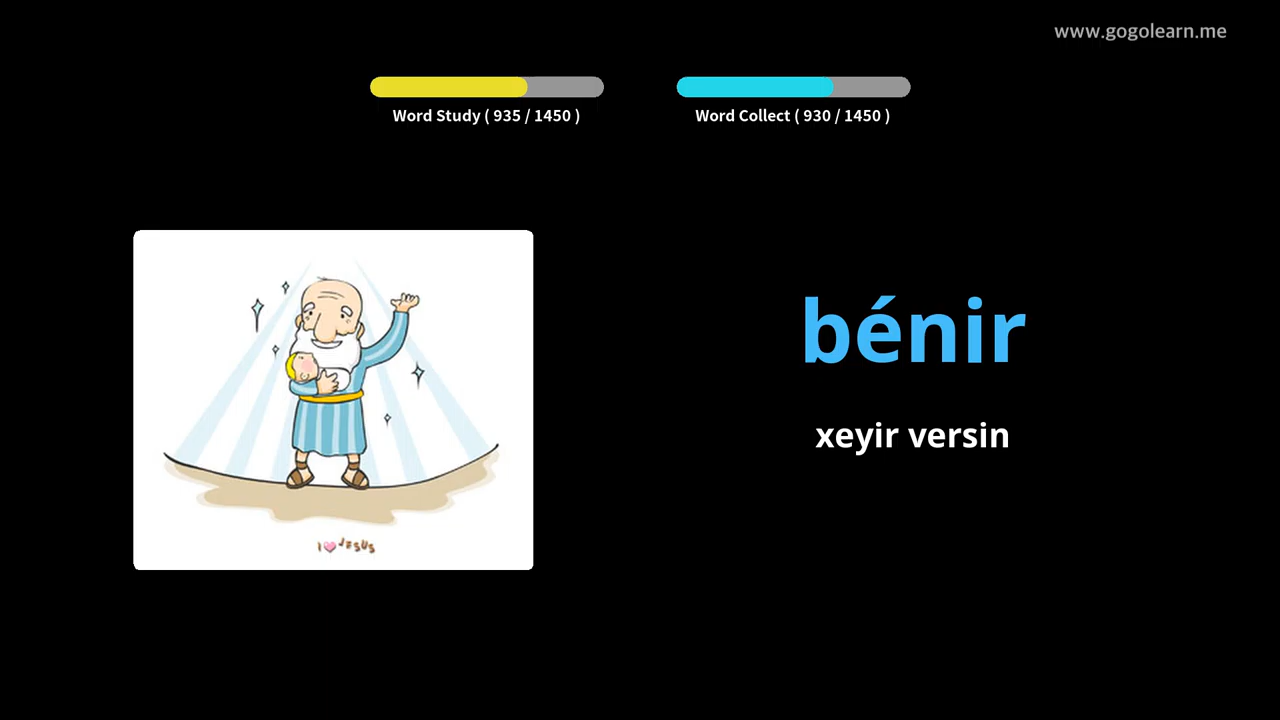 www.gogolearn.me
Word Study ( 935 / 1450 )
Word Collect ( 930 / 1450 )
bénir
xeyir versin
I JESUS